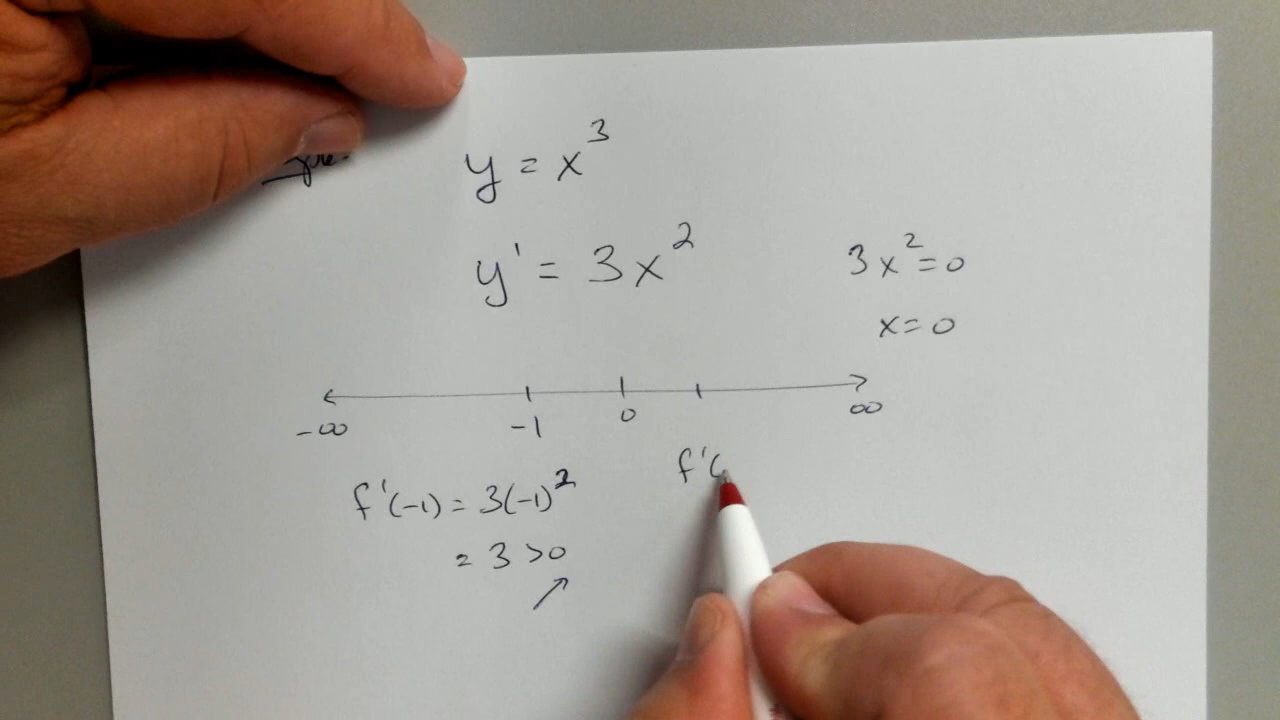 y = x³
y' = 3x²
3x² = 0
x = 0
-∞ -1 0 ∞
f'(-1) = 3(-1)²
= 3 > 0
f'(